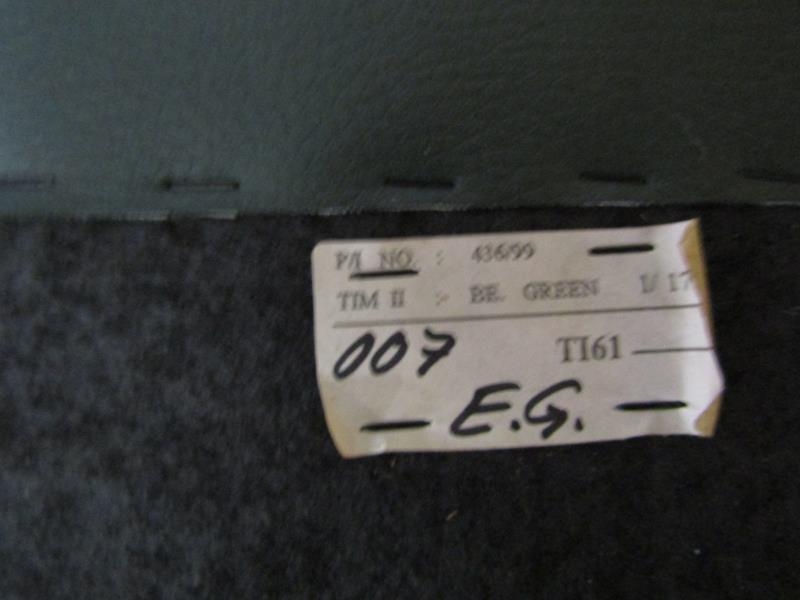 P/I NO. : 436/99
TIM II :- BE. GREEN 1/ 17
007 TI61
E.G.